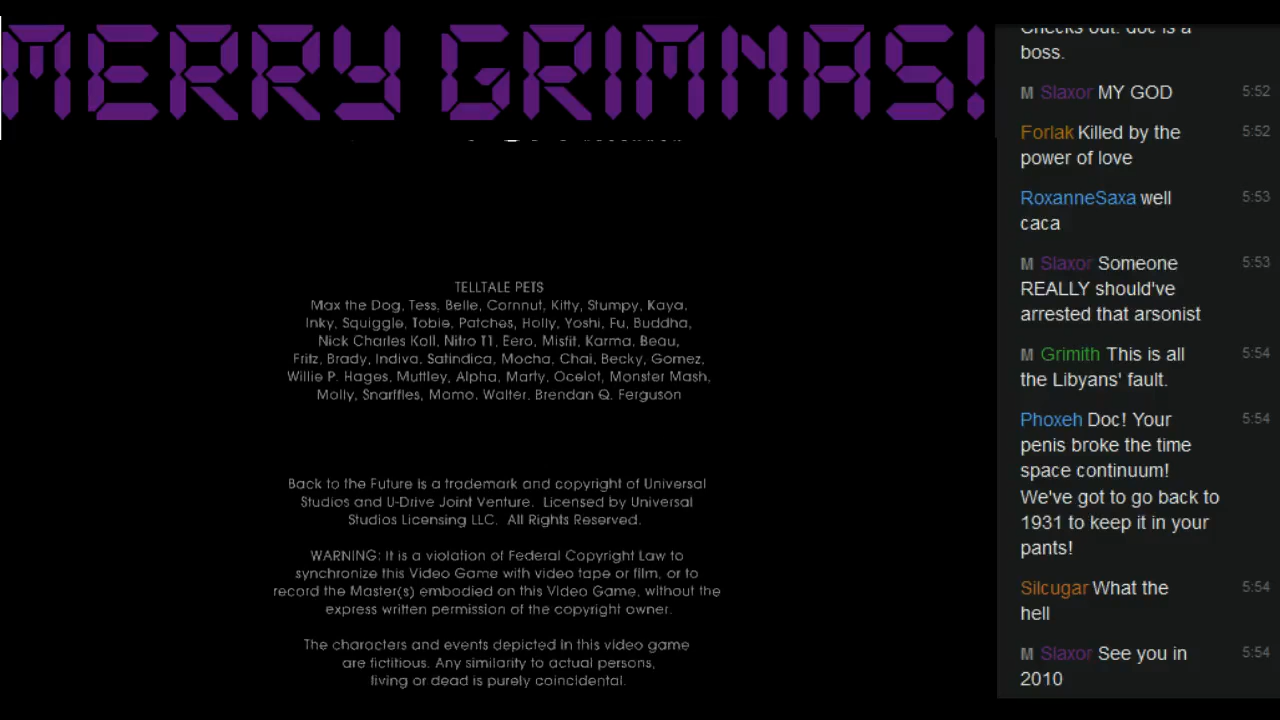 MERRY GRIMNAS!
TELLTALE PETS
Max the Dog, Tess, Belle, Cornnut, Kitty, Stumpy, Kaya,
Inky, Squiggle, Tobie, Patches, Holly, Yoshi, Fu, Buddha,
Nick Charles Koll, Nitro T1, Eero, Misfit, Karma, Beau,
Fritz, Brady, Indiva, Satindica, Mocha, Chai, Becky, Gomez,
Willie P. Hages, Muttley, Alpha, Marty, Ocelot, Monster Mash,
Molly, Snarffles, Momo, Walter, Brendan Q. Ferguson
Back to the Future is a trademark and copyright of Universal
Studios and U-Drive Joint Venture. Licensed by Universal
Studios Licensing LLC. All Rights Reserved.
WARNING: It is a violation of Federal Copyright Law to
synchronize this Video Game with video tape or film, or to
record the Master(s) embodied on this Video Game, without the
express written permission of the copyright owner.
The characters and events depicted in this video game
are fictitious. Any similarity to actual persons,
living or dead is purely coincidental.
Checks out. doc is a
boss.
M Slaxor MY GOD 5:52
Forlak Killed by the 5:52
power of love
RoxanneSaxa well 5:53
caca
M Slaxor Someone 5:53
REALLY should've
arrested that arsonist
M Grimith This is all 5:54
the Libyans' fault.
Phoxeh Doc! Your 5:54
penis broke the time
space continuum!
We've got to go back to
1931 to keep it in your
pants!
Silcugar What the 5:54
hell
M Slaxor See you in 5:54
2010